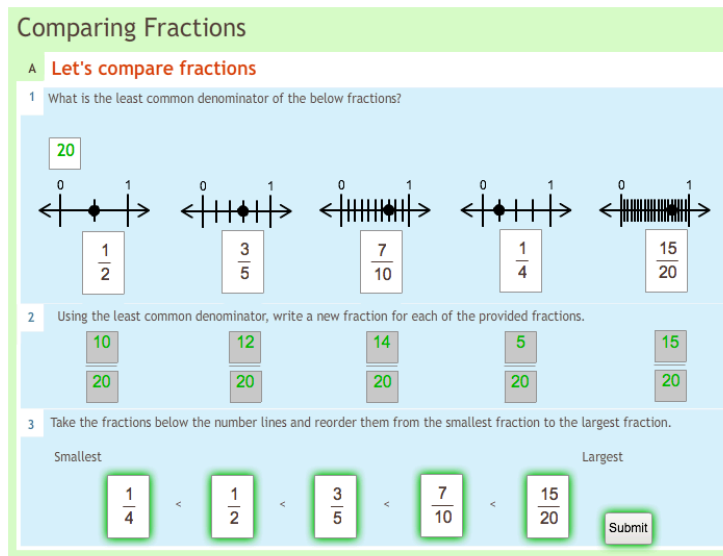 Comparing Fractions
A Let's compare fractions
1 What is the least common denominator of the below fractions?
20
0 1 0 1 0 1 0 1 0 1
1 3 7 1 15
2 5 10 4 20
2 Using the least common denominator, write a new fraction for each of the provided fractions.
10 12 14 5 15
20 20 20 20 20
3 Take the fractions below the number lines and reorder them from the smallest fraction to the largest fraction.
Smallest Largest
1 1 3 7 15
< < < <
4 2 5 10 20
Submit